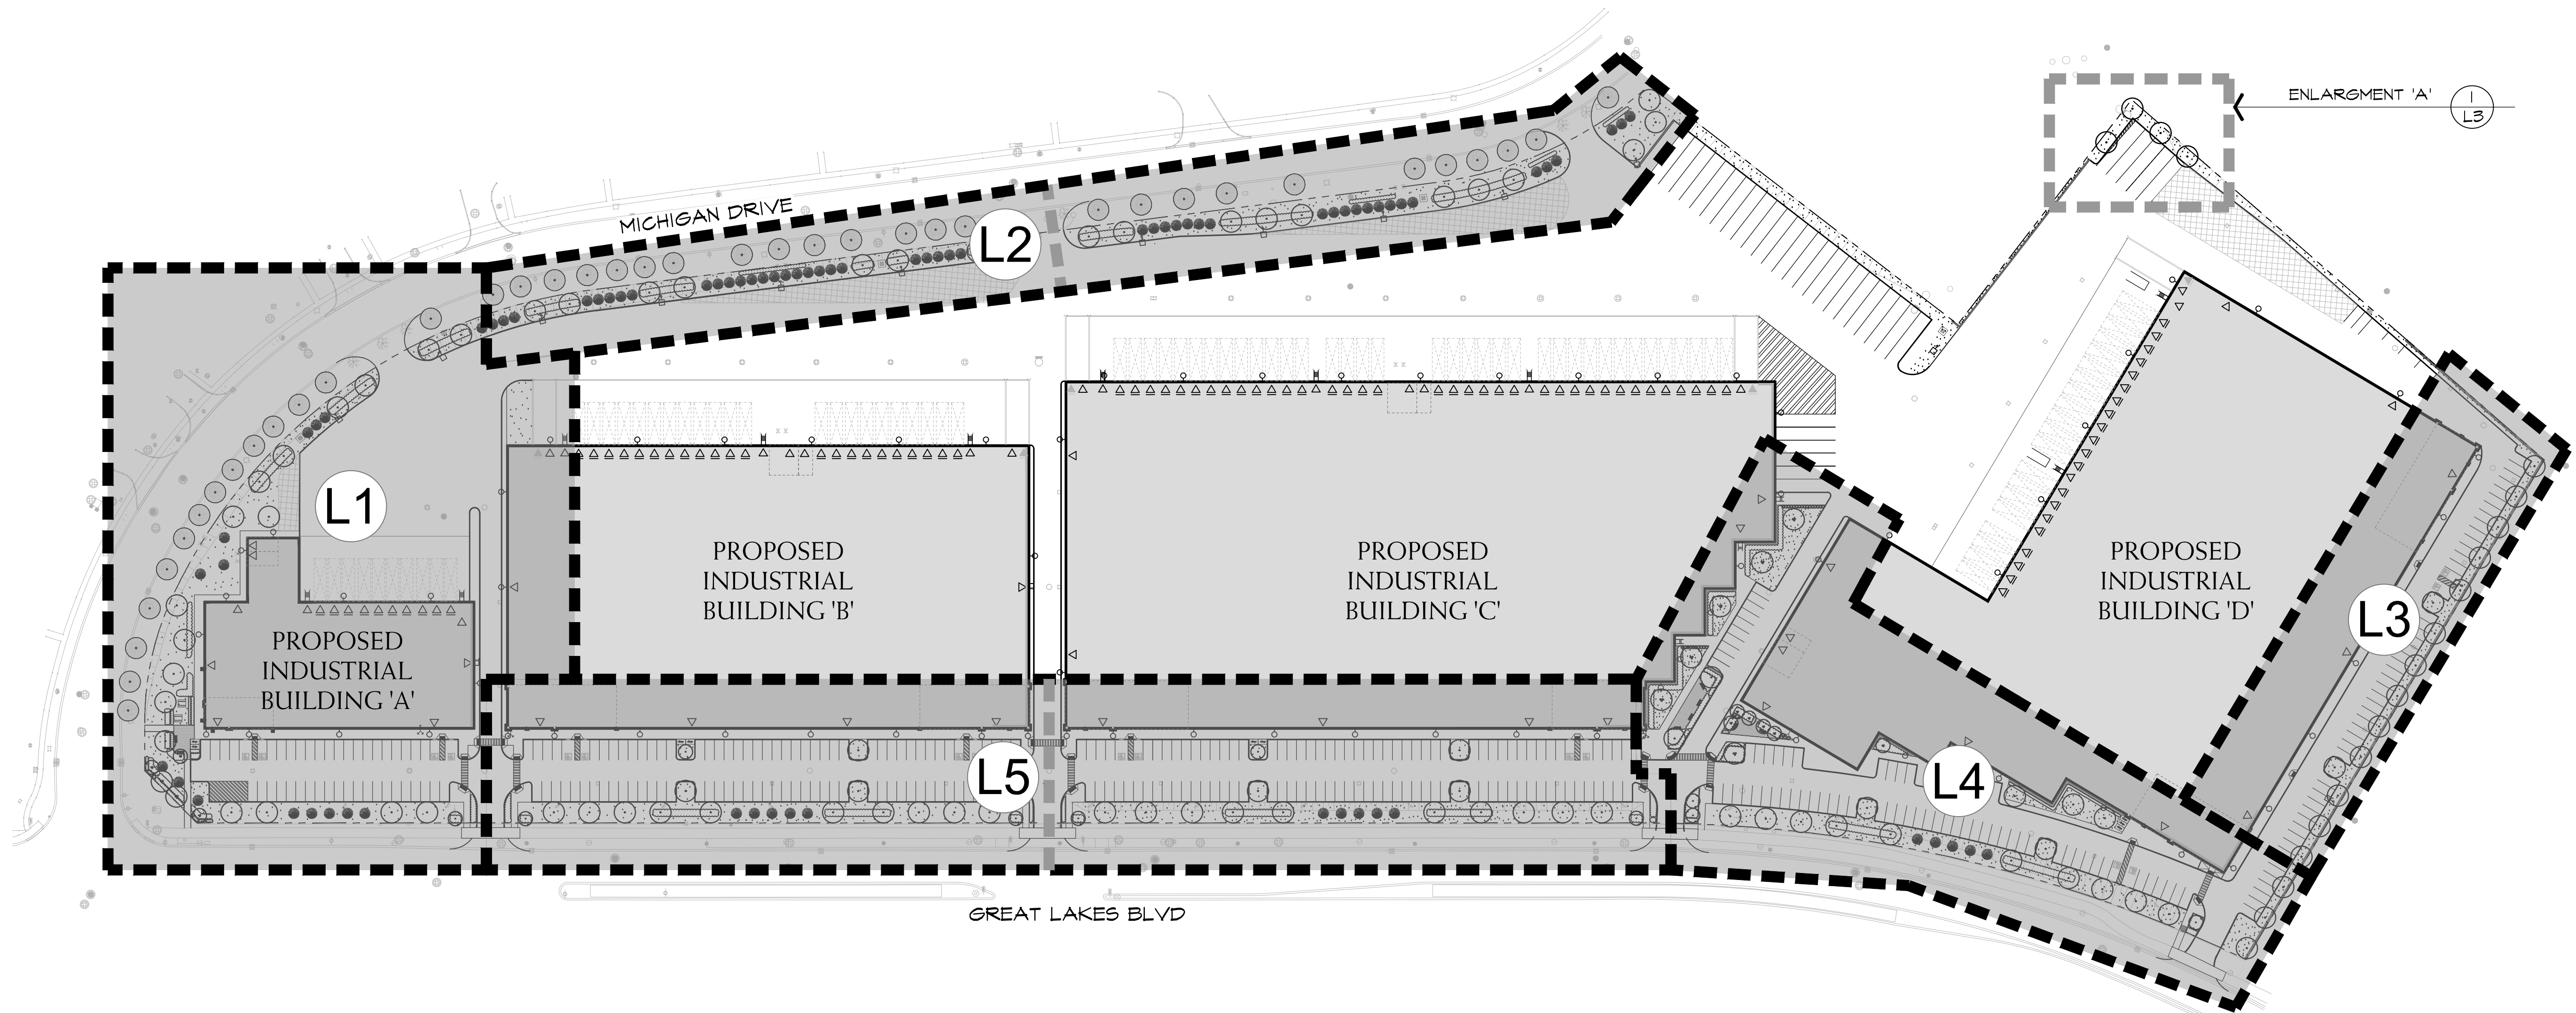 ENLARGMENT 'A'
1
L3
MICHIGAN DRIVE
L2
L1
PROPOSED
INDUSTRIAL
BUILDING 'B'
PROPOSED
INDUSTRIAL
BUILDING 'C'
PROPOSED
INDUSTRIAL
BUILDING 'D'
L3
PROPOSED
INDUSTRIAL
BUILDING 'A'
L5
L4
GREAT LAKES BLVD